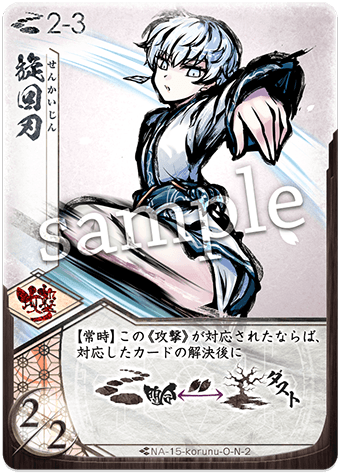 2-3
旋回刃
せんかいじん
sample
攻撃
【常時】この《攻撃》が対応されたならば、
対応したカードの解決後に
間合 ダスト
2/2
NA-15-korunu-O-N-2